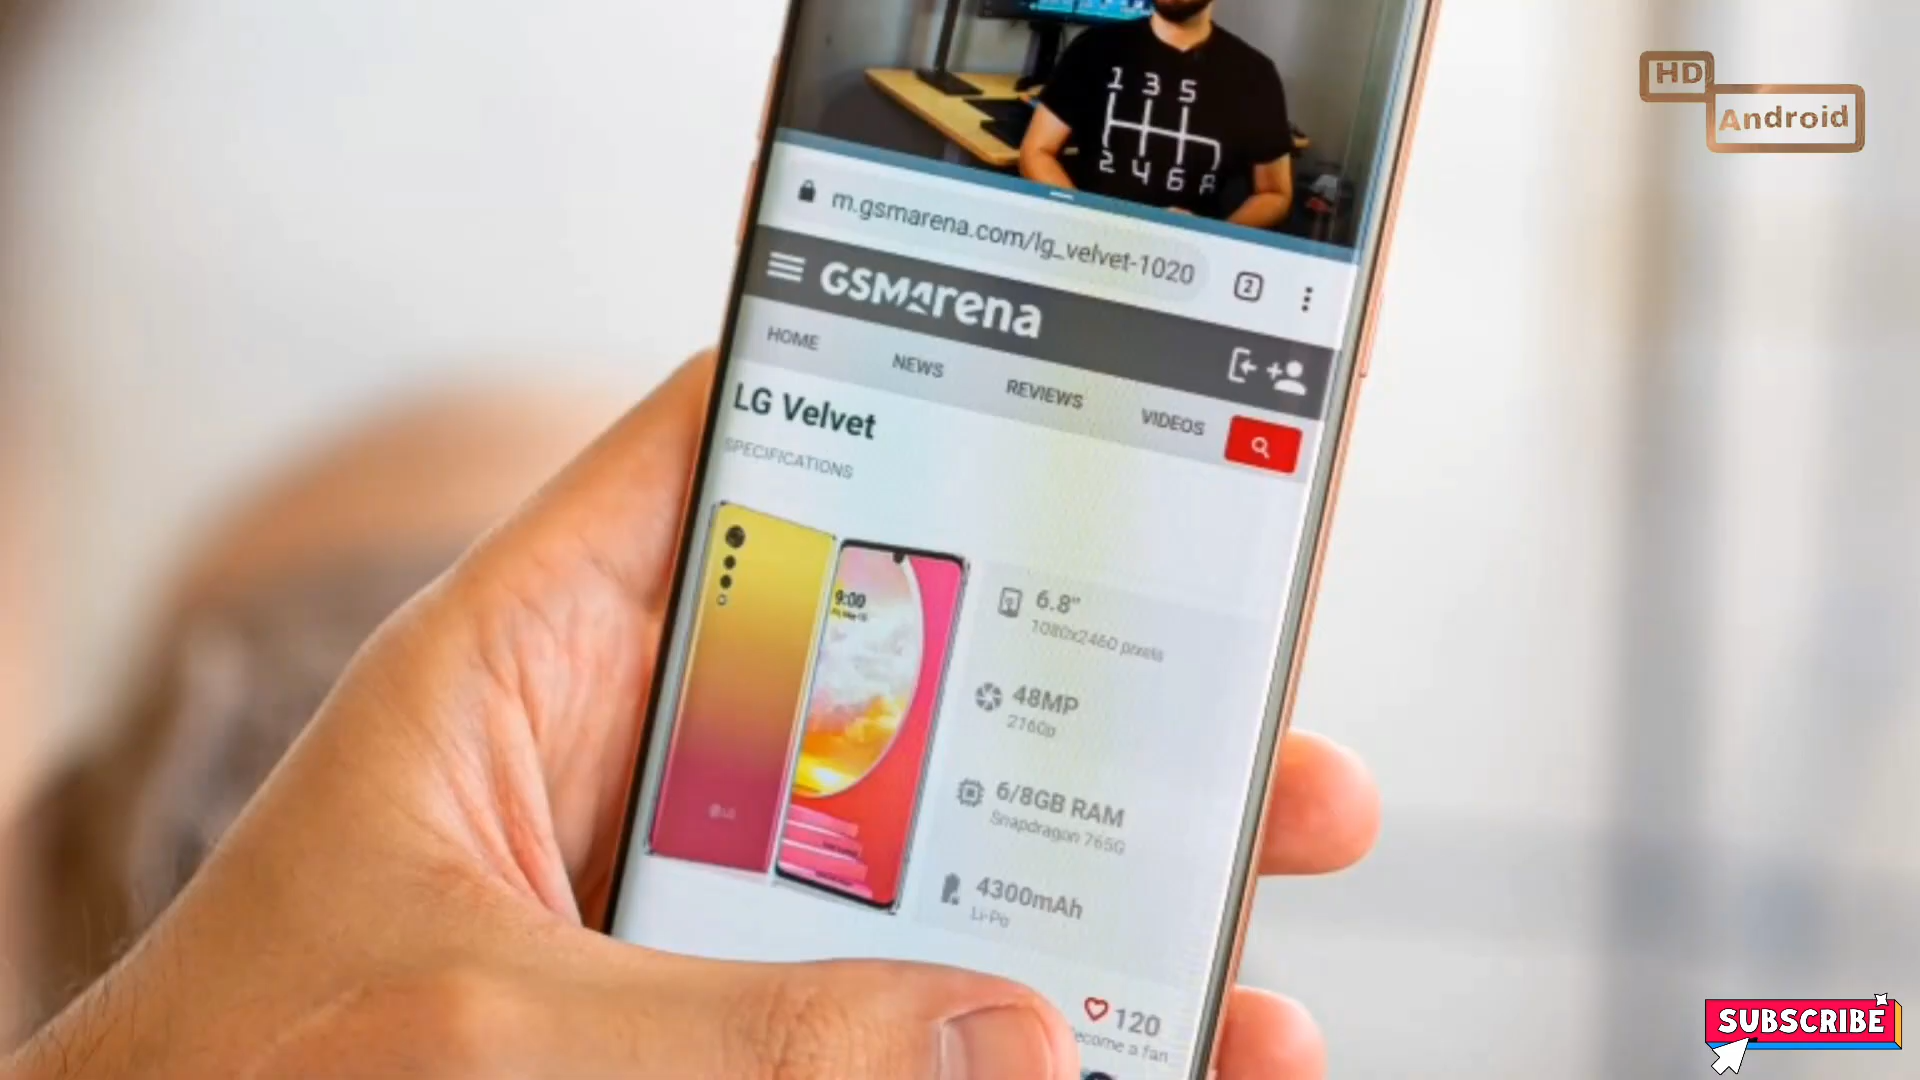 HD
Android
1 3 5
2 4 6 R
m.gsmarena.com/lg_velvet-1020
2
GSMArena
HOME NEWS REVIEWS VIDEOS
LG Velvet
SPECIFICATIONS
9:00
LG
6.8"
1080x2460 pixels
48MP
2160p
6/8GB RAM
Snapdragon 765G
4300mAh
Li-Po
120
ecome a fan
SUBSCRIBE